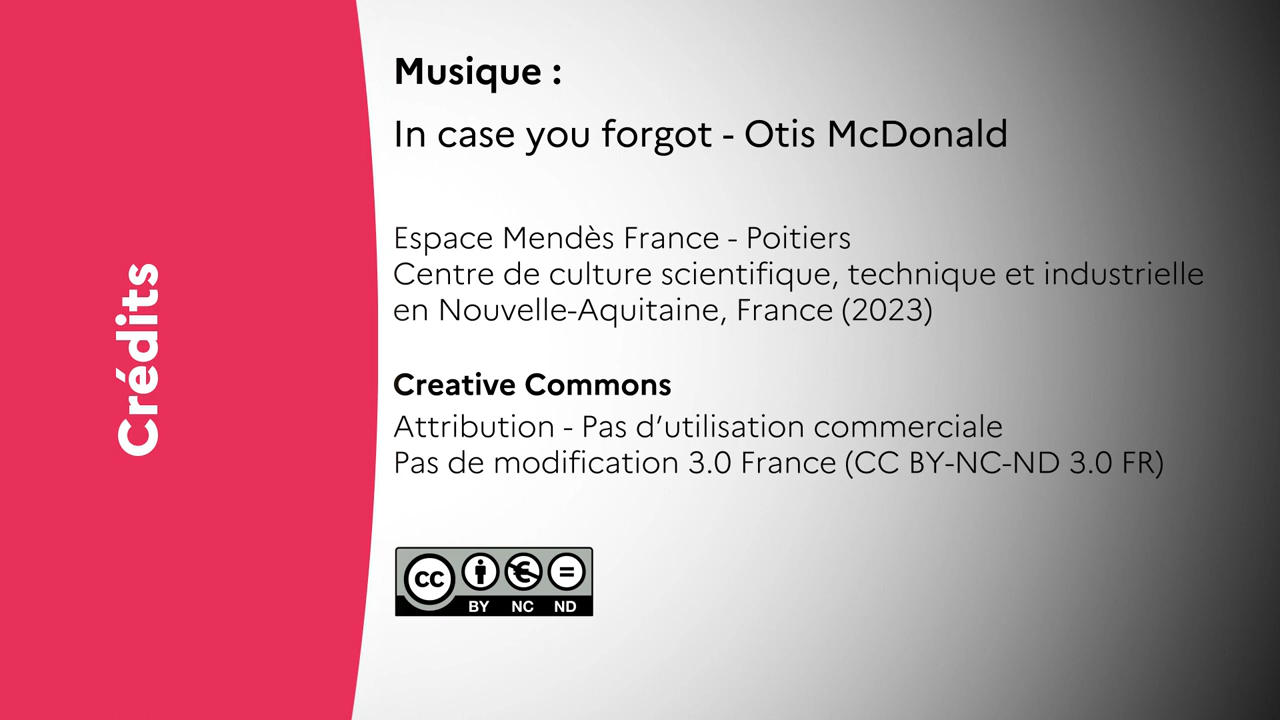 Crédits
Musique :
In case you forgot - Otis McDonald
Espace Mendès France - Poitiers
Centre de culture scientifique, technique et industrielle
en Nouvelle-Aquitaine, France (2023)
Creative Commons
Attribution - Pas d’utilisation commerciale
Pas de modification 3.0 France (CC BY-NC-ND 3.0 FR)
CC
BY NC ND